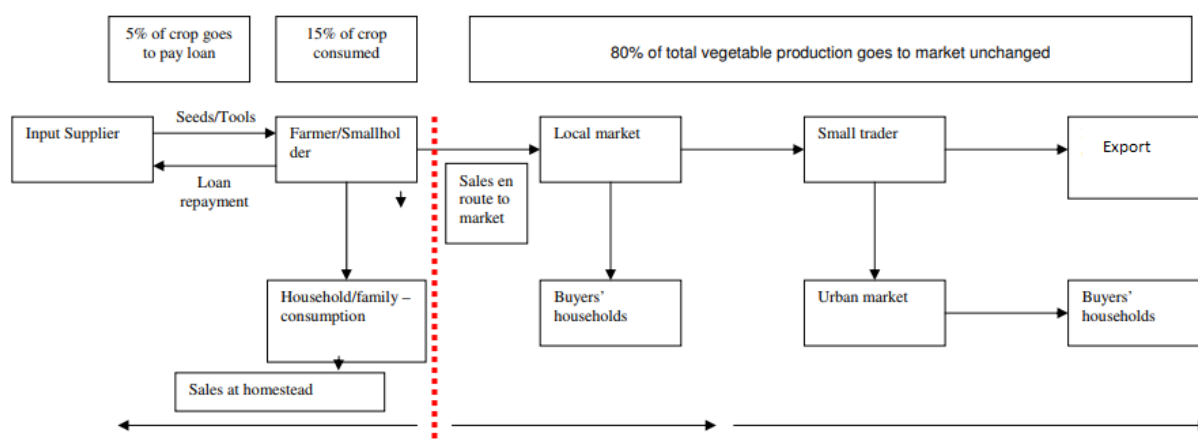 5% of crop goes
to pay loan
15% of crop
consumed
80% of total vegetable production goes to market unchanged
Input Supplier
Seeds/Tools
Loan
repayment
Farmer/Smallhol
der
Sales en
route to
market
Local market
Small trader
Export
Household/family –
consumption
Buyers’
households
Urban market
Buyers’
households
Sales at homestead